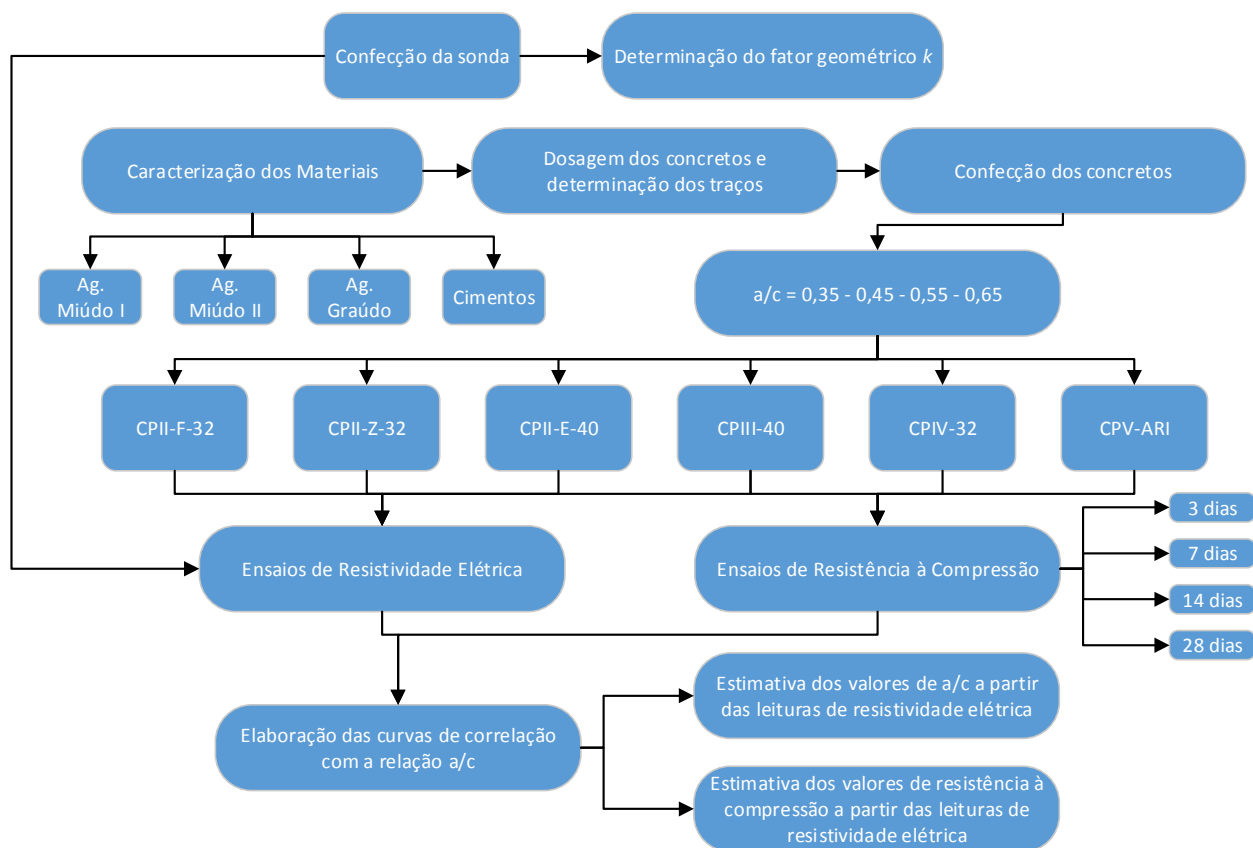 Confecção da sonda
Determinação do fator geométrico k
Caracterização dos Materiais
Dosagem dos concretos e
determinação dos traços
Confecção dos concretos
Ag.
Miúdo I
Ag.
Miúdo II
Ag.
Graúdo
Cimentos
a/c = 0,35 - 0,45 - 0,55 - 0,65
CPII-F-32
CPII-Z-32
CPII-E-40
CPIII-40
CPIV-32
CPV-ARI
Ensaios de Resistividade Elétrica
Ensaios de Resistência à Compressão
3 dias
7 dias
14 dias
28 dias
Elaboração das curvas de correlação
com a relação a/c
Estimativa dos valores de a/c a partir
das leituras de resistividade elétrica
Estimativa dos valores de resistência à
compressão a partir das leituras de
resistividade elétrica